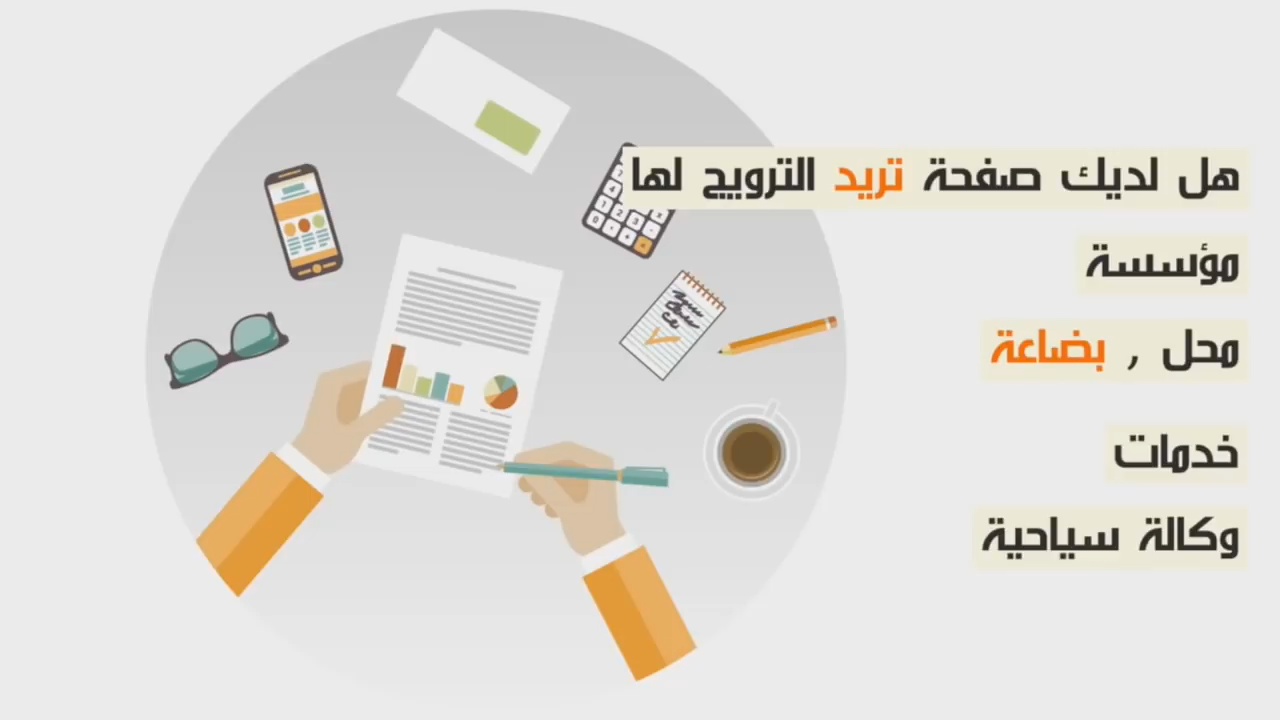 هل لديك صفحة تريد الترويج لها
مؤسسة
محل , بضاعة
خدمات
وكالة سياحية